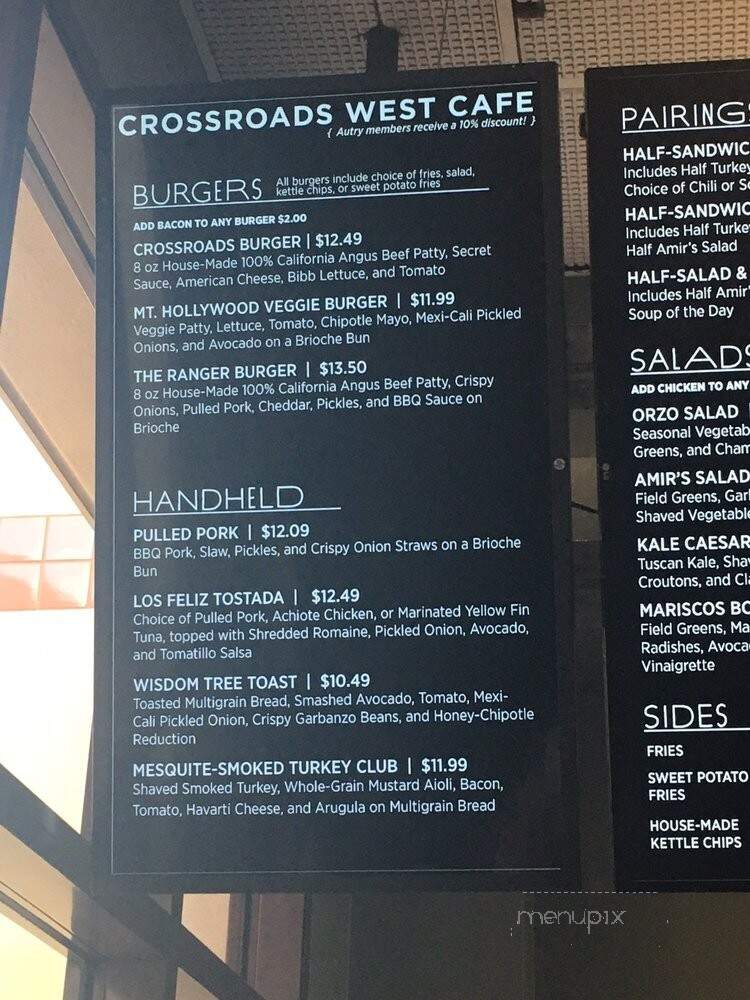 CROSSROADS WEST CAFE
{ Autry members receive a 10% discount! }
BURGERS
All burgers include choice of fries, salad,
kettle chips, or sweet potato fries
ADD BACON TO ANY BURGER $2.00
CROSSROADS BURGER | $12.49
8 oz House-Made 100% California Angus Beef Patty, Secret
Sauce, American Cheese, Bibb Lettuce, and Tomato
MT. HOLLYWOOD VEGGIE BURGER | $11.99
Veggie Patty, Lettuce, Tomato, Chipotle Mayo, Mexi-Cali Pickled
Onions, and Avocado on a Brioche Bun
THE RANGER BURGER | $13.50
8 oz House-Made 100% California Angus Beef Patty, Crispy
Onions, Pulled Pork, Cheddar, Pickles, and BBQ Sauce on
Brioche
HANDHELD
PULLED PORK | $12.09
BBQ Pork, Slaw, Pickles, and Crispy Onion Straws on a Brioche
Bun
LOS FELIZ TOSTADA | $12.49
Choice of Pulled Pork, Achiote Chicken, or Marinated Yellow Fin
Tuna, topped with Shredded Romaine, Pickled Onion, Avocado,
and Tomatillo Salsa
WISDOM TREE TOAST | $10.49
Toasted Multigrain Bread, Smashed Avocado, Tomato, Mexi-
Cali Pickled Onion, Crispy Garbanzo Beans, and Honey-Chipotle
Reduction
MESQUITE-SMOKED TURKEY CLUB | $11.99
Shaved Smoked Turkey, Whole-Grain Mustard Aioli, Bacon,
Tomato, Havarti Cheese, and Arugula on Multigrain Bread
PAIRING
HALF-SANDWIC
Includes Half Turkey
Choice of Chili or S
HALF-SANDWIC
Includes Half Turke
Half Amir's Salad
HALF-SALAD &
Includes Half Amir'
Soup of the Day
SALADS
ADD CHICKEN TO ANY
ORZO SALAD
Seasonal Vegetab
Greens, and Cham
AMIR'S SALAD
Field Greens, Gar
Shaved Vegetable
KALE CAESAR
Tuscan Kale, Sha
Croutons, and Cl
MARISCOS BO
Field Greens, Ma
Radishes, Avoca
Vinaigrette
SIDES
FRIES
SWEET POTATO
FRIES
HOUSE-MADE
KETTLE CHIPS
menupix